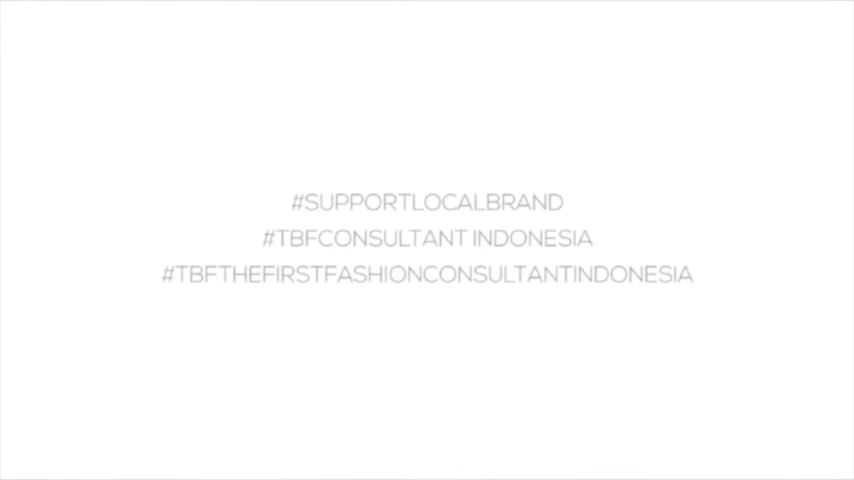 #SUPPORTLOCALBRAND
#TBFCONSULTANT INDONESIA
#TBFTHEFIRSTFASHIONCONSULTANTINDONESIA